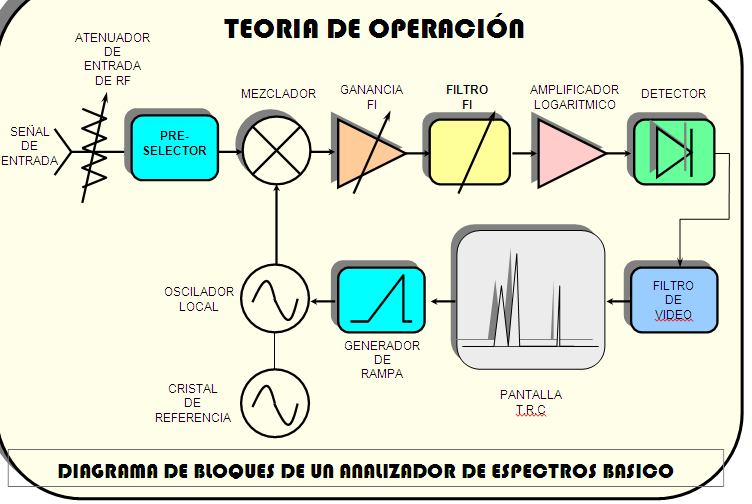 TEORIA DE OPERACIÓN
ATENUADOR
DE
ENTRADA
DE RF
SEÑAL
DE
ENTRADA
PRE-
SELECTOR
MEZCLADOR
GANANCIA
FI
FILTRO
FI
AMPLIFICADOR
LOGARITMICO
DETECTOR
OSCILADOR
LOCAL
GENERADOR
DE
RAMPA
FILTRO
DE
VIDEO
CRISTAL
DE
REFERENCIA
PANTALLA
T.R.C
DIAGRAMA DE BLOQUES DE UN ANALIZADOR DE ESPECTROS BASICO